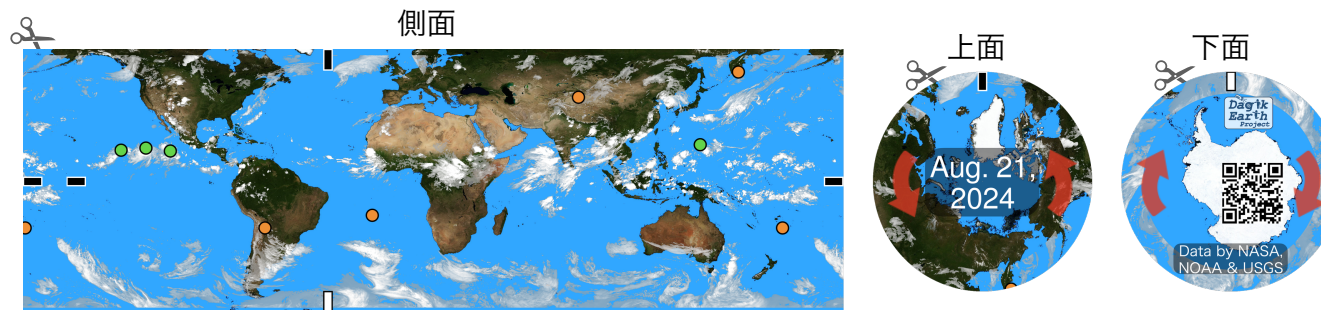 側面
上面
下面
Aug. 21,
2024
Dagik
Earth
Project
Data by NASA,
NOAA & USGS